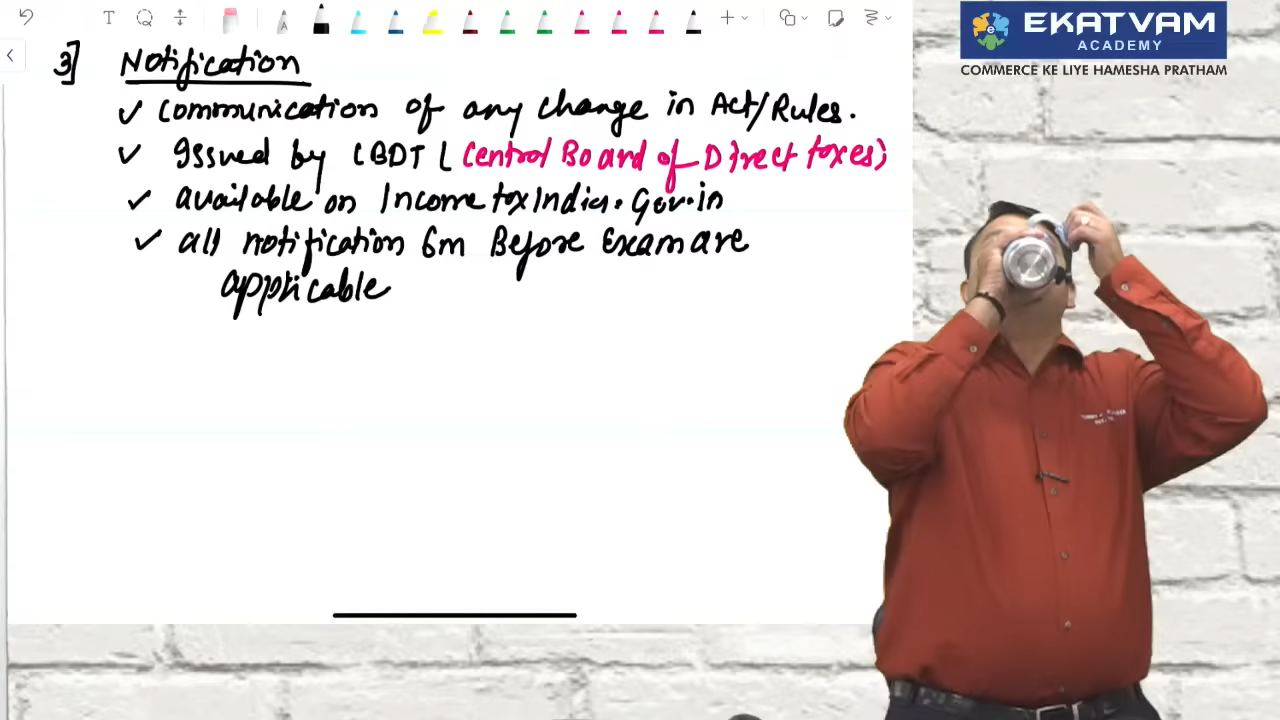 EKATVAM
ACADEMY
COMMERCE KE LIYE HAMESHA PRATHAM
3] Notification
✓ Communication of any change in Act/Rules.
✓ Issued by CBDT (Central Board of Direct taxes)
✓ available on Incometaxindia.Gov.in
✓ all notification 6m Before Exam are
applicable